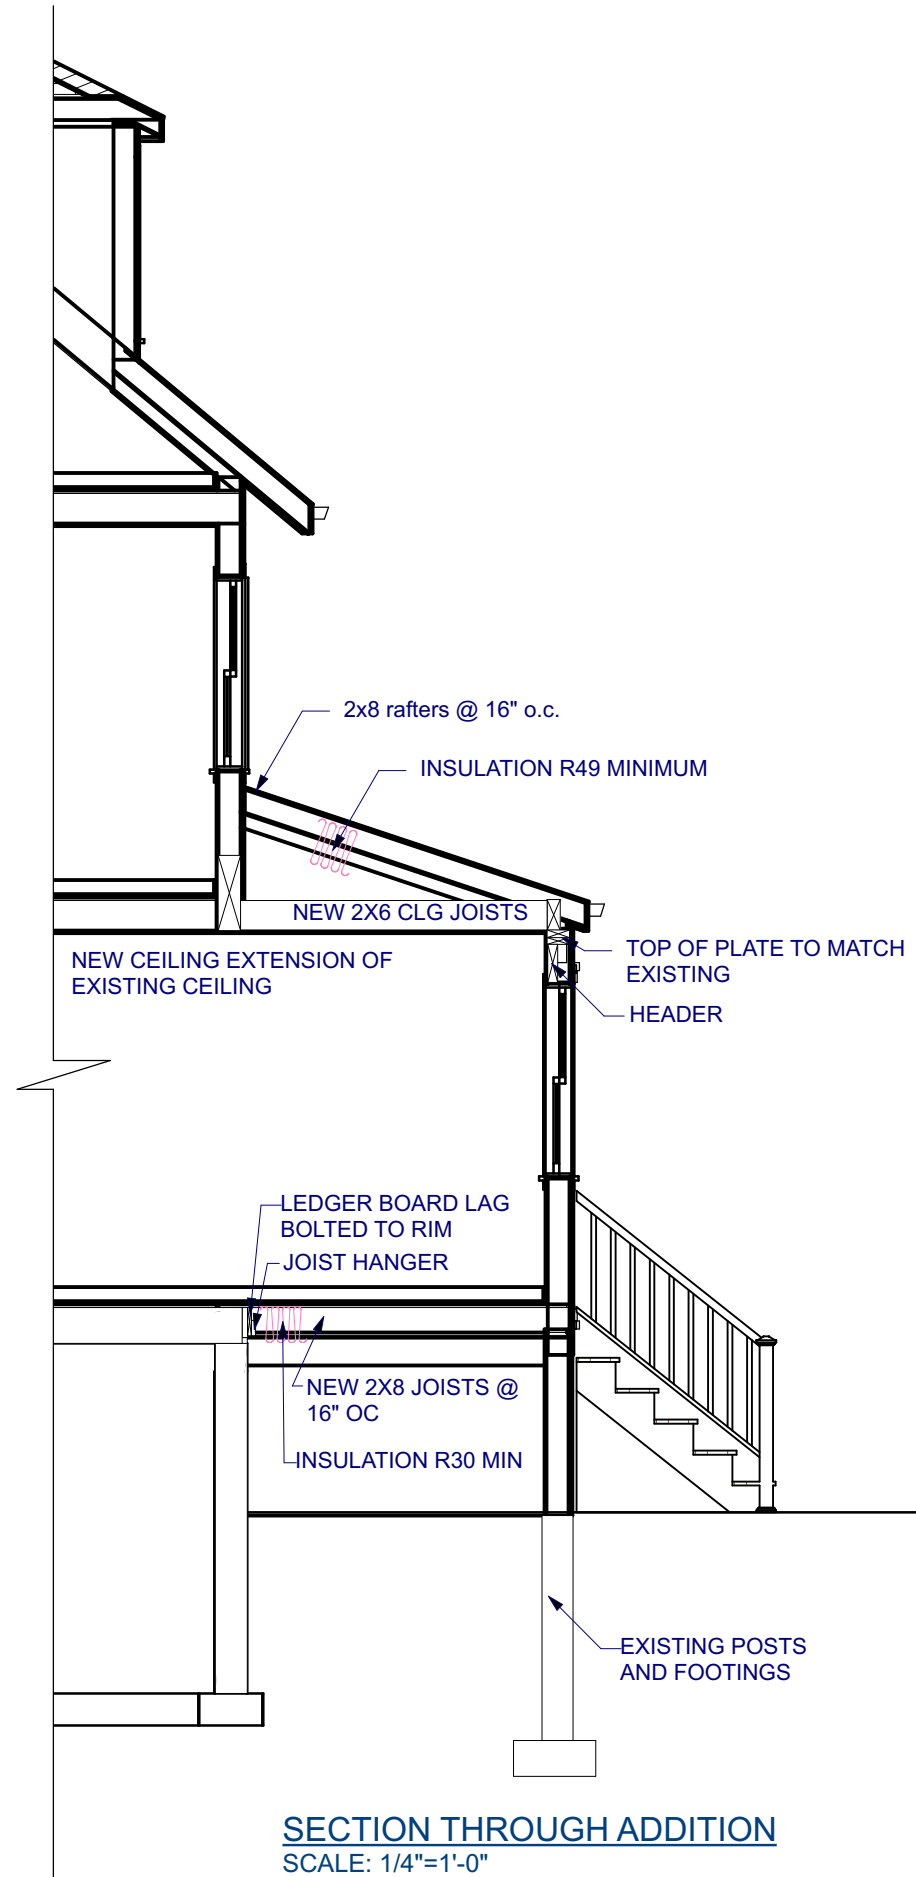 2x8 rafters @ 16" o.c.
INSULATION R49 MINIMUM
NEW 2X6 CLG JOISTS
TOP OF PLATE TO MATCH
EXISTING
NEW CEILING EXTENSION OF
EXISTING CEILING
HEADER
LEDGER BOARD LAG
BOLTED TO RIM
JOIST HANGER
NEW 2X8 JOISTS @
16" OC
INSULATION R30 MIN
EXISTING POSTS
AND FOOTINGS
SECTION THROUGH ADDITION
SCALE: 1/4"=1'-0"